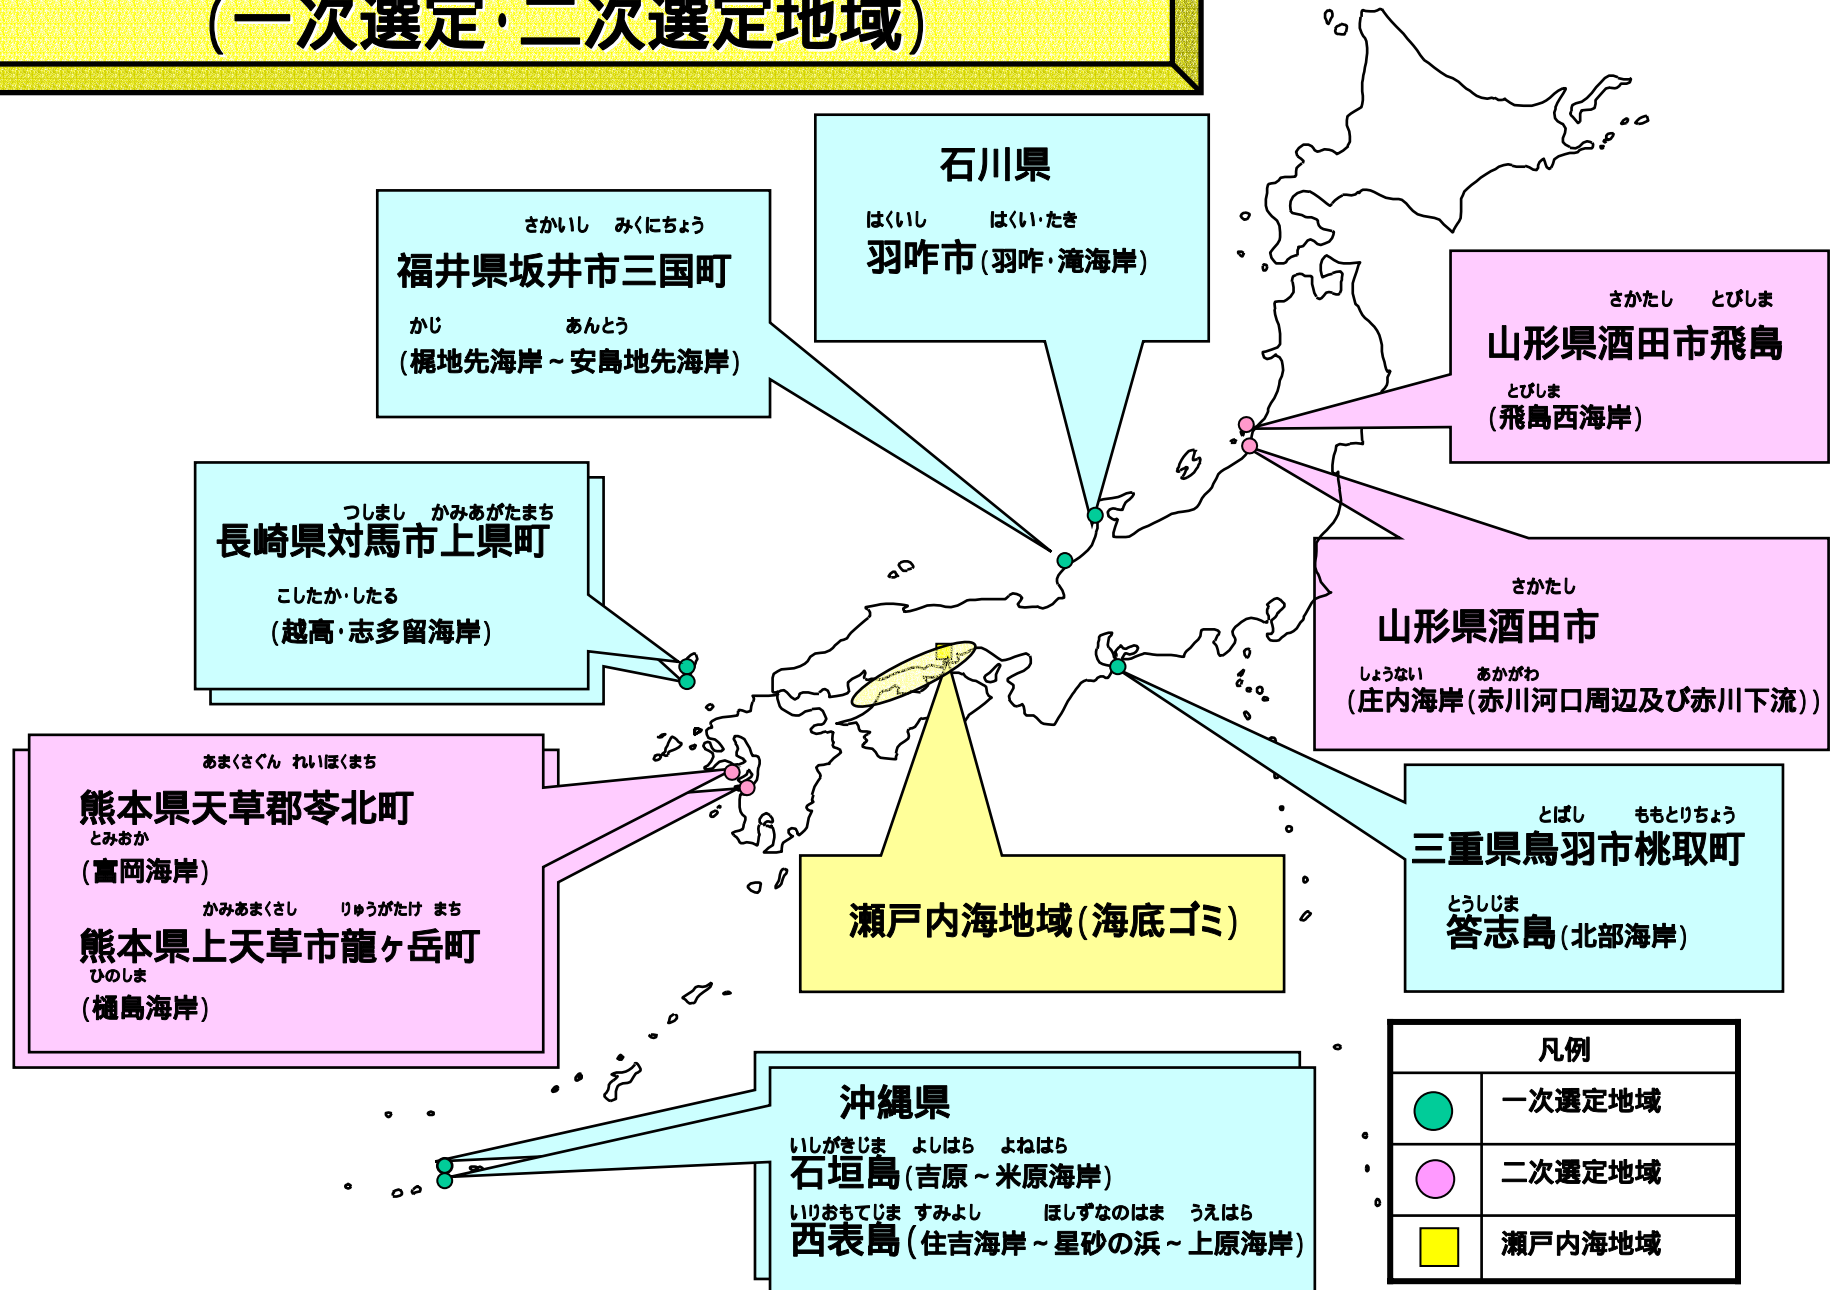 (一次選定・二次選定地域)
石川県
はくいし はくい・たき
羽咋市(羽咋・滝海岸)
さかいし みくにちょう
福井県坂井市三国町
かじ あんとう
(梶地先海岸~安島地先海岸)
さかたし とびしま
山形県酒田市飛島
とびしま
(飛島西海岸)
つしまし かみあがたまち
長崎県対馬市上県町
こしたか・したる
(越高・志多留海岸)
さかたし
山形県酒田市
しょうない あかがわ
(庄内海岸(赤川河口周辺及び赤川下流))
あまくさぐん れいほくまち
熊本県天草郡苓北町
とみおか
(富岡海岸)
かみあまくさし りゅうがたけ まち
熊本県上天草市龍ヶ岳町
ひのしま
(樋島海岸)
瀬戸内海地域(海底ゴミ)
とばし ももとりちょう
三重県鳥羽市桃取町
とうしじま
答志島(北部海岸)
沖縄県
いしがきじま よしはら よねはら
石垣島(吉原~米原海岸)
いりおもてじま すみよし ほしずなのはま うえはら
西表島(住吉海岸~星砂の浜~上原海岸)
凡例
一次選定地域
二次選定地域
瀬戸内海地域